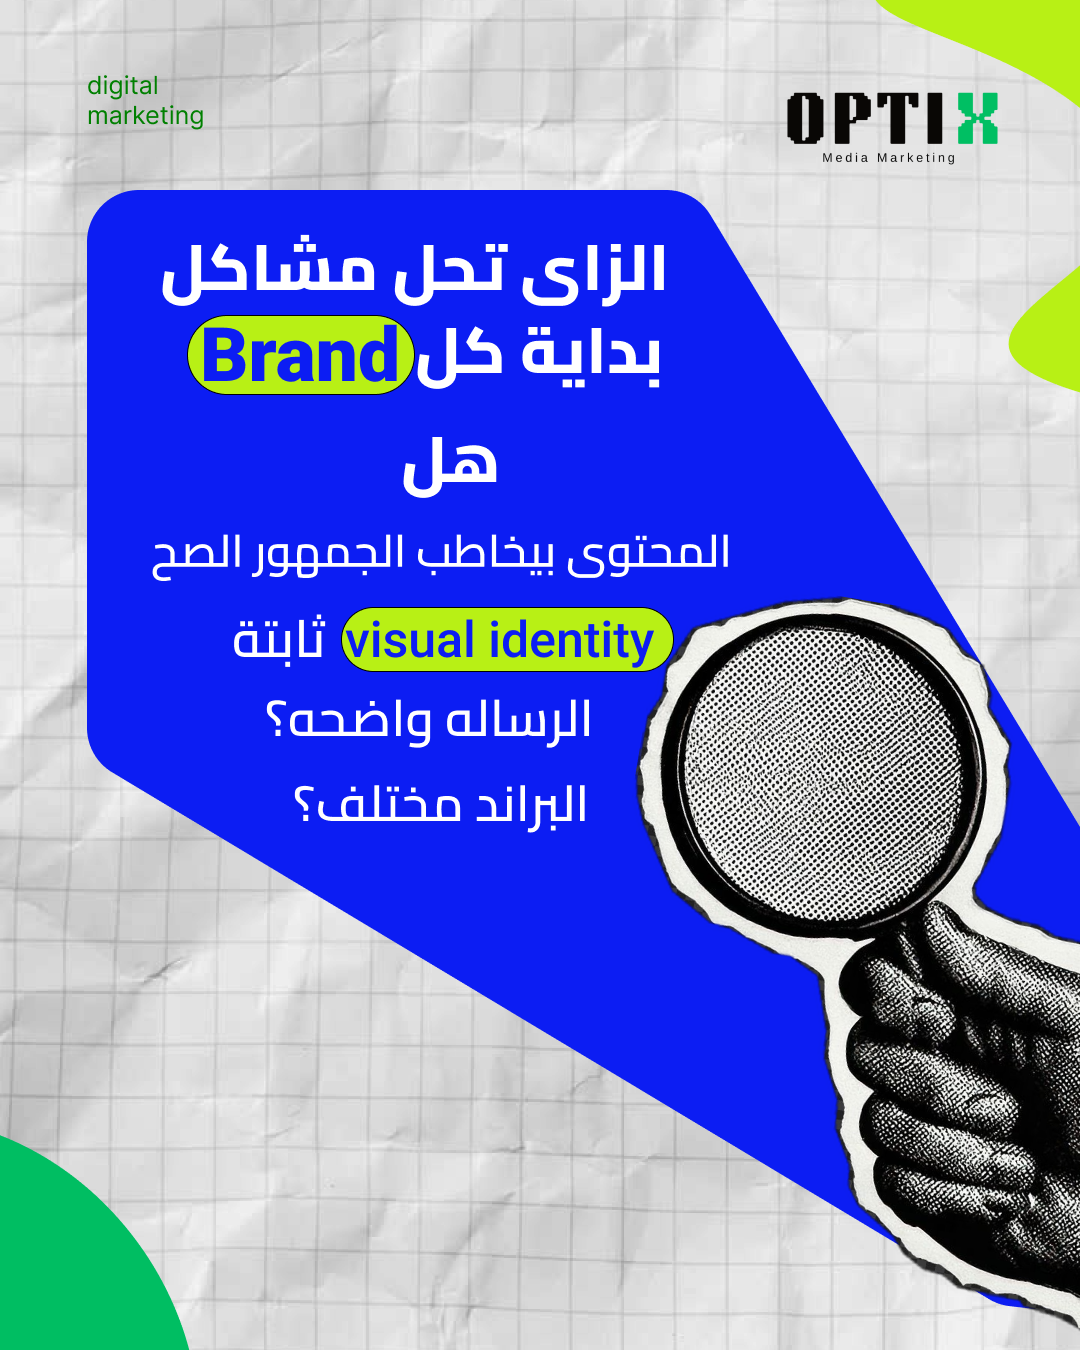 digital
marketing
OPTIX
Media Marketing
الزاى تحل مشاكل
بداية كل Brand
هل
المحتوى بيخاطب الجمهور الصح
visual identity ثابتة
الرساله واضحه؟
البراند مختلف؟